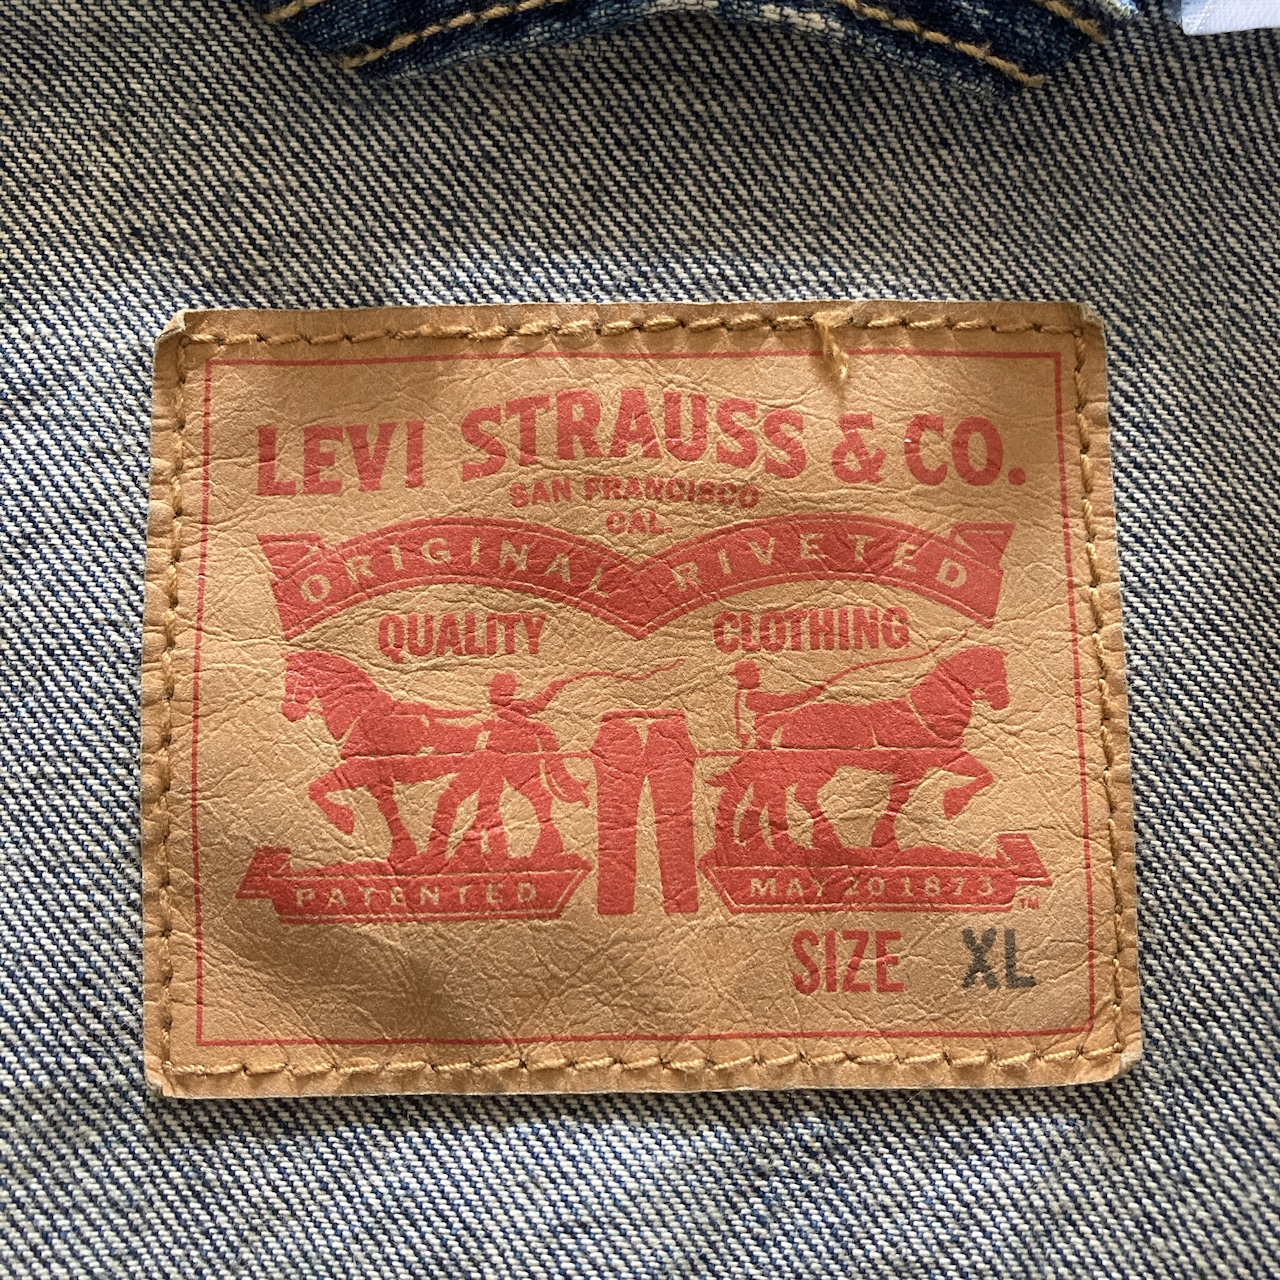 LEVI STRAUSS & CO.
SAN FRANCISCO
CAL.
ORIGINAL RIVETED
QUALITY CLOTHING
PATENTED MAY 20 1873 ™
SIZE XL